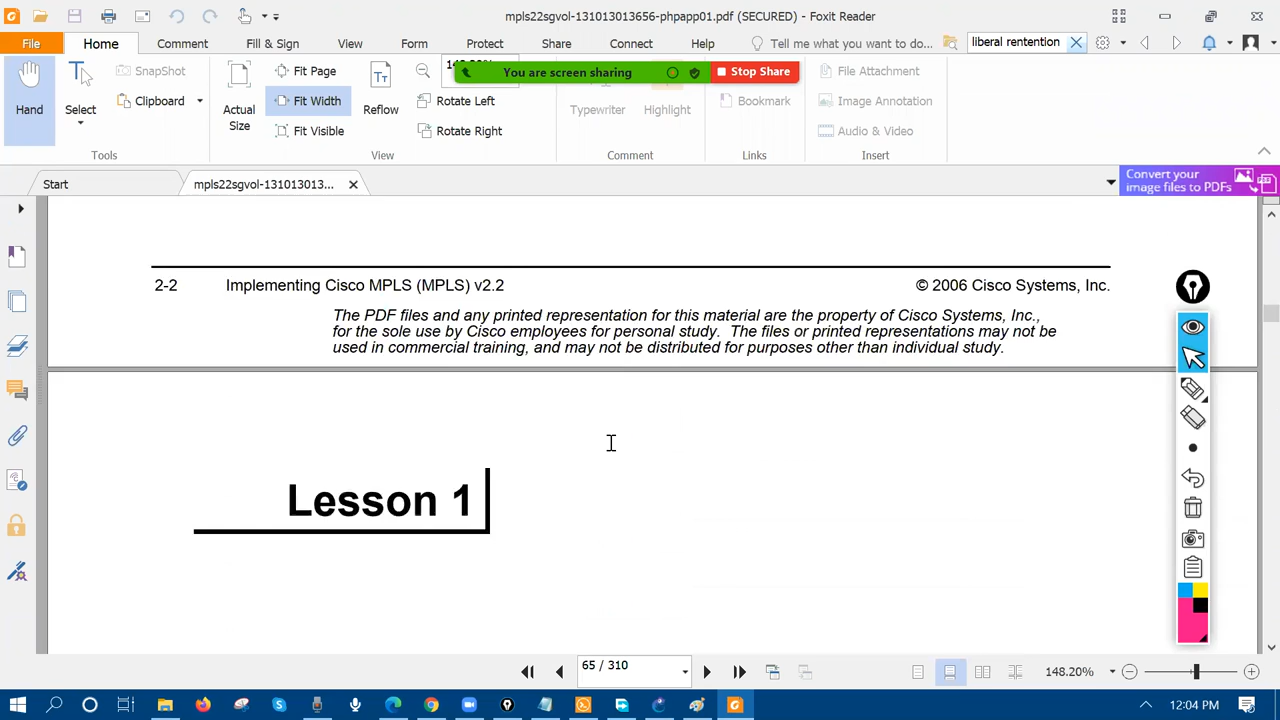 mpls22sgvol-131013013656-phpapp01.pdf (SECURED) - Foxit Reader
File
Home
Comment
Fill & Sign
View
Form
Protect
Share
Connect
Help
Tell me what you want to do...
liberal rentention
Hand
Select
SnapShot
Clipboard
Tools
Actual
Size
Fit Page
Fit Width
Fit Visible
Reflow
Rotate Left
Rotate Right
View
You are screen sharing
Stop Share
Typewriter
Highlight
Comment
Bookmark
Links
File Attachment
Image Annotation
Audio & Video
Insert
Start
mpls22sgvol-131013013...
Convert your
image files to PDFs
2-2 Implementing Cisco MPLS (MPLS) v2.2 © 2006 Cisco Systems, Inc.
The PDF files and any printed representation for this material are the property of Cisco Systems, Inc.,
for the sole use by Cisco employees for personal study. The files or printed representations may not be
used in commercial training, and may not be distributed for purposes other than individual study.
Lesson 1
65 / 310
148.20%
12:04 PM